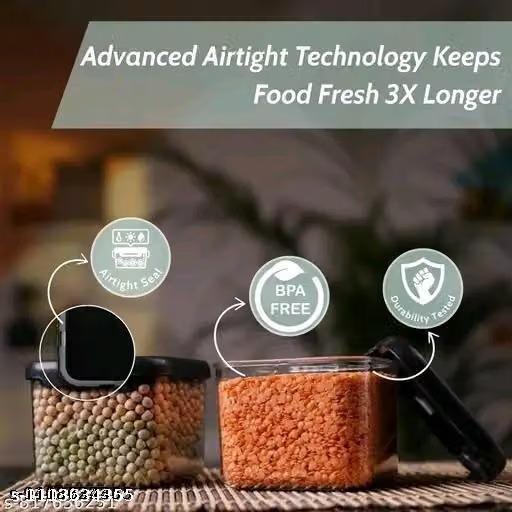 Advanced Airtight Technology Keeps
Food Fresh 3X Longer
Airtight Seal
BPA
FREE
Durability Tested